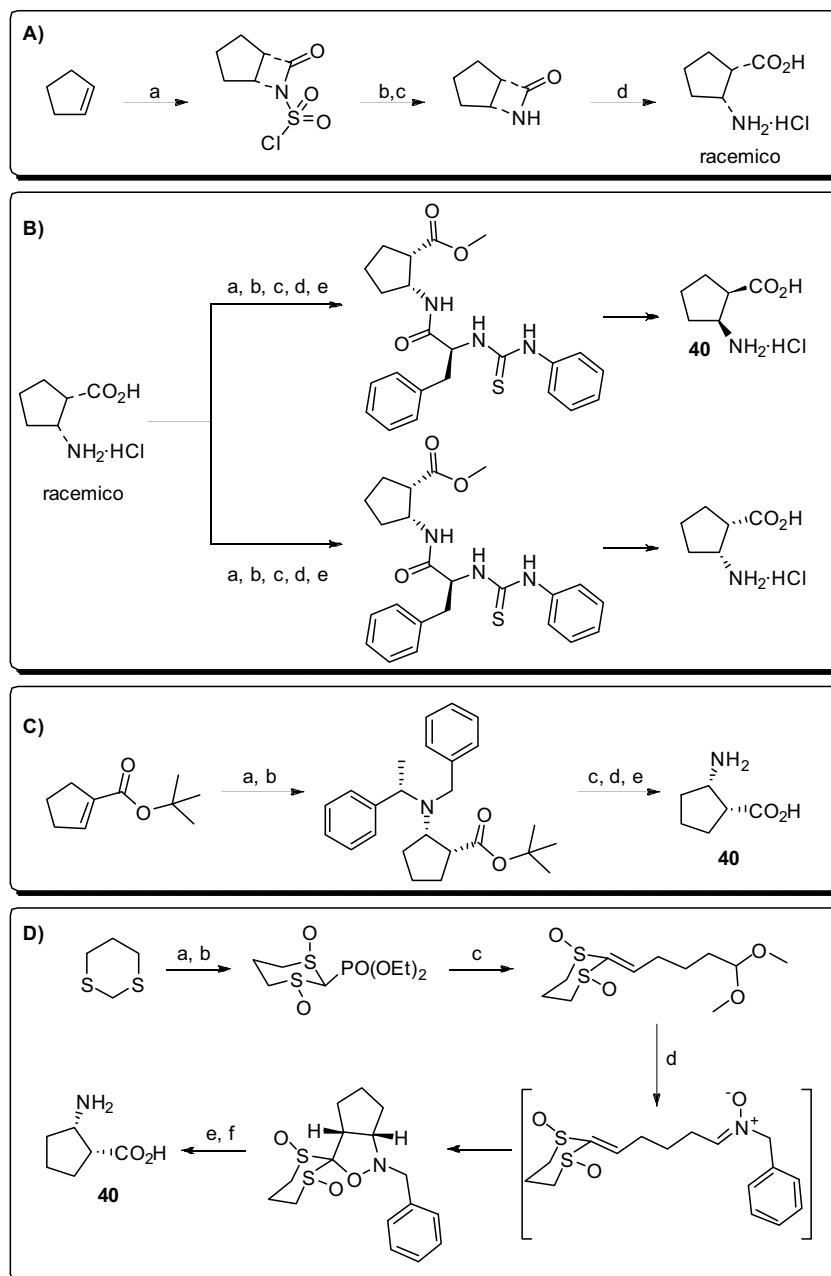 A)
a
O
N
S
O
O
Cl
b,c
O
NH
d
CO2H
NH2·HCl
racemico
B)
CO2H
NH2·HCl
racemico
a, b, c, d, e
a, b, c, d, e
O
O
NH
O
H
N
H
N
S
CO2H
40
NH2·HCl
O
O
NH
O
H
N
H
N
S
CO2H
NH2·HCl
C)
O
O
a, b
N
O
O
c, d, e
NH2
CO2H
40
D)
S
S
a, b
O
S
S
O
PO(OEt)2
c
O
S
S
O
O
O
d
O
S
S
O
-O
N+
O
S
S
O
H
H
O
N
e, f
NH2
CO2H
40